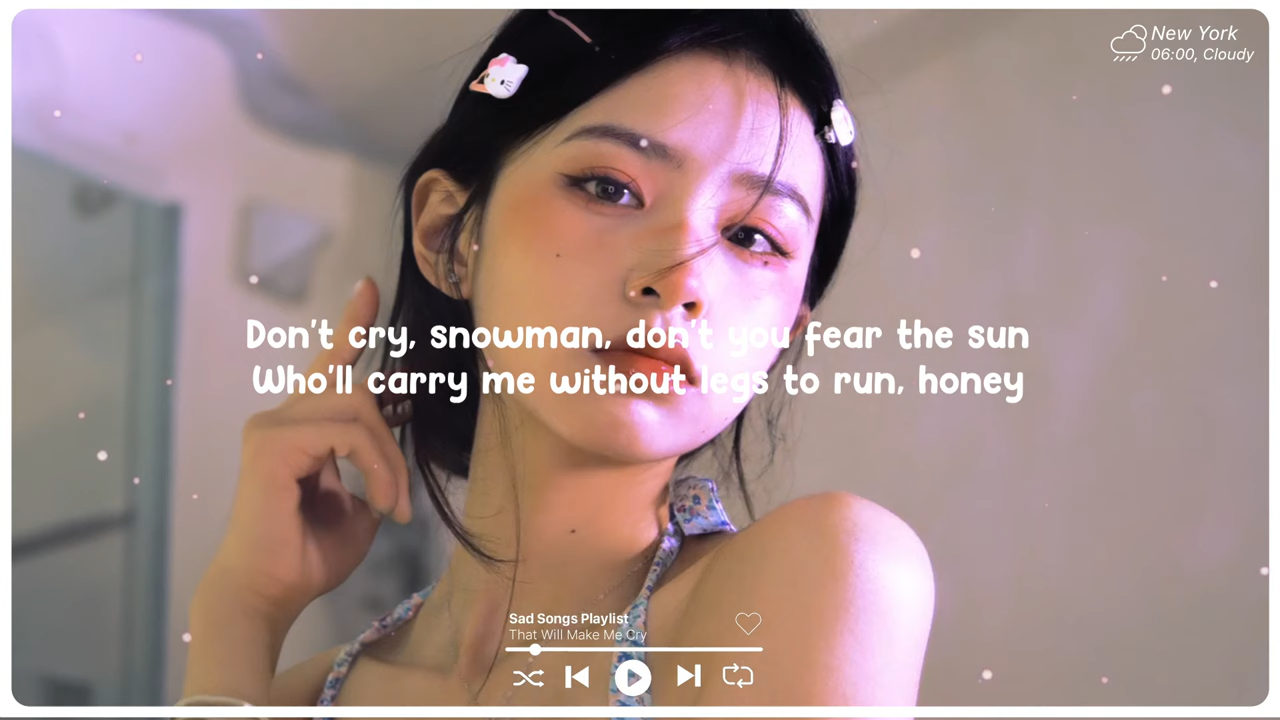 New York
06:00, Cloudy
Don't cry, snowman, don't you fear the sun
Who'll carry me without legs to run, honey
Sad Songs Playlist
That Will Make Me Cry